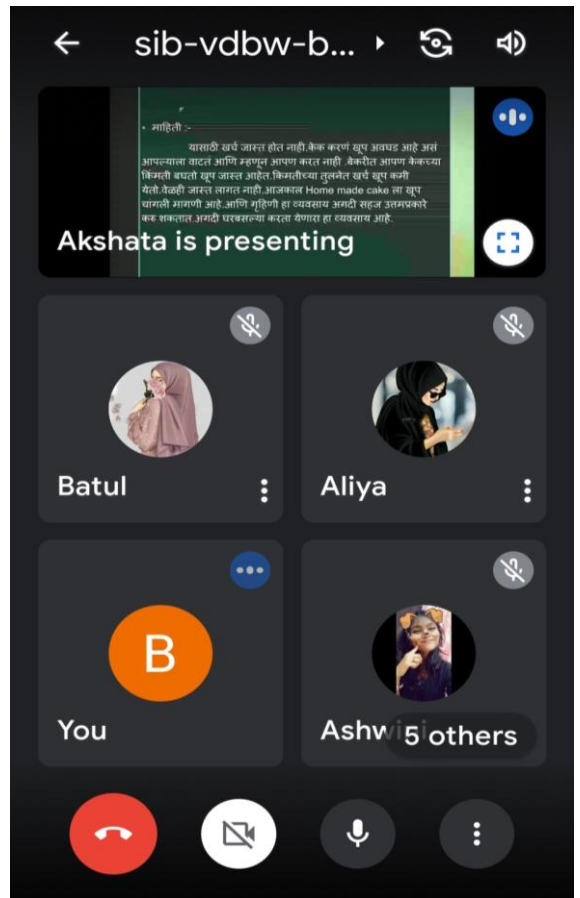 sib-vdbw-b...
• माहिती :-
यासाठी खर्च जास्त होत नाही.केक करणं खूप अवघड आहे असं
आपल्याला वाटतं आणि म्हणून आपण करत नाही .बेकरीत आपण केकच्या
किंमती बघतो खूप जास्त आहेत.किमतीच्या तुलनेत खर्च खूप कमी
येतो.वेळही जास्त लागत नाही.आजकाल Home made cake ला खूप
चांगली मागणी आहे.आणि गृहिणी हा व्यवसाय अगदी सहज उत्तमप्रकारे
करू शकतात.अगदी घरबसल्या करता येणारा हा व्यवसाय आहे.
Akshata is presenting
Batul
Aliya
B
You
Ashwini
5 others